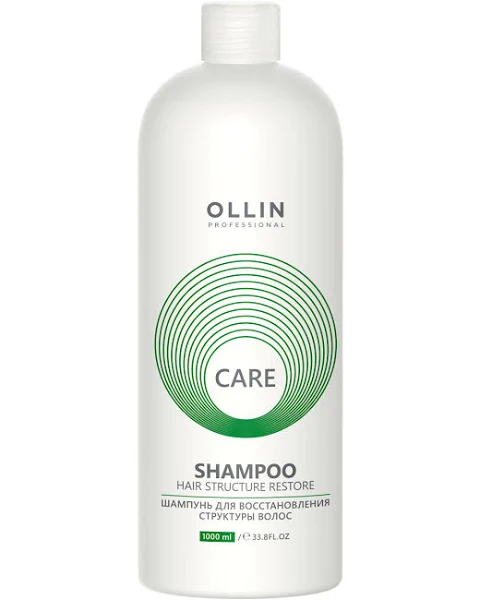 OLLIN
PROFESSIONAL
CARE
SHAMPOO
HAIR STRUCTURE RESTORE
ШАМПУНЬ ДЛЯ ВОССТАНОВЛЕНИЯ
СТРУКТУРЫ ВОЛОС
1000 ml / ℮ 33.8FL.OZ